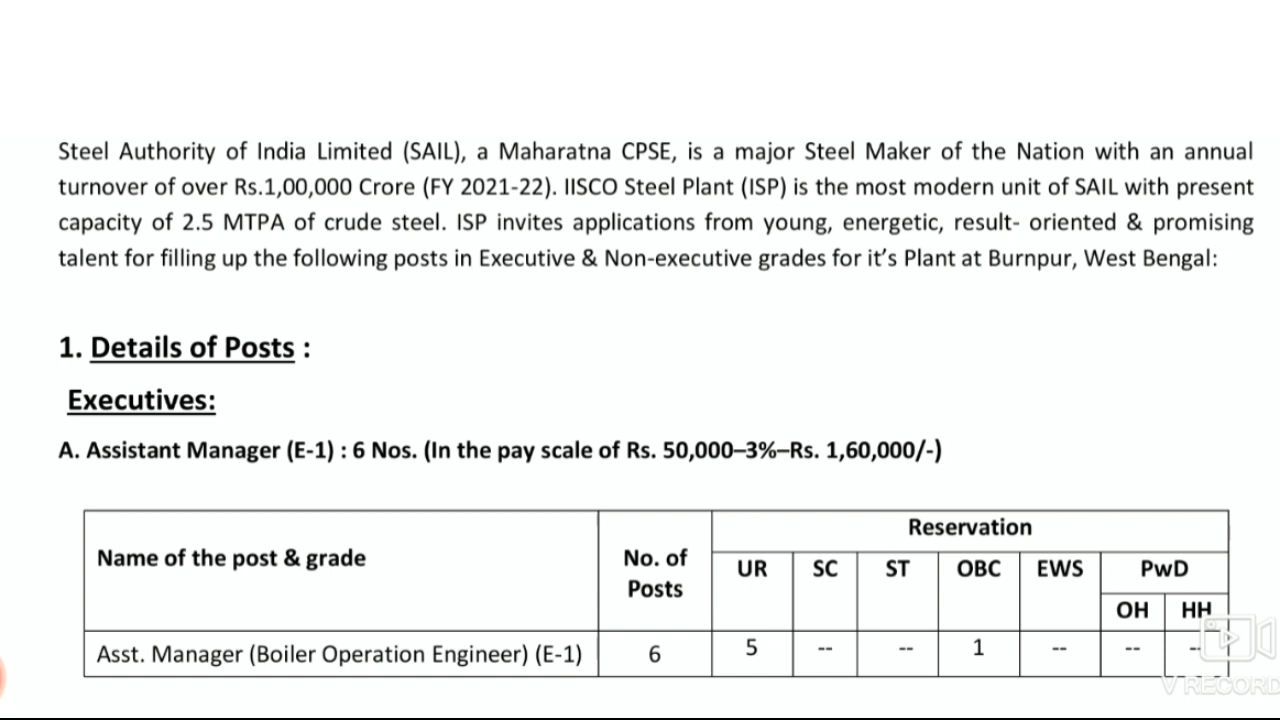 Steel Authority of India Limited (SAIL), a Maharatna CPSE, is a major Steel Maker of the Nation with an annual
turnover of over Rs.1,00,000 Crore (FY 2021-22). IISCO Steel Plant (ISP) is the most modern unit of SAIL with present
capacity of 2.5 MTPA of crude steel. ISP invites applications from young, energetic, result- oriented & promising
talent for filling up the following posts in Executive & Non-executive grades for it's Plant at Burnpur, West Bengal:
1. Details of Posts :
Executives:
A. Assistant Manager (E-1) : 6 Nos. (In the pay scale of Rs. 50,000–3%–Rs. 1,60,000/-)
Reservation
Name of the post & grade No. of Posts UR SC ST OBC EWS PwD
OH HH
Asst. Manager (Boiler Operation Engineer) (E-1) 6 5 -- -- 1 -- -- --
V RECORD